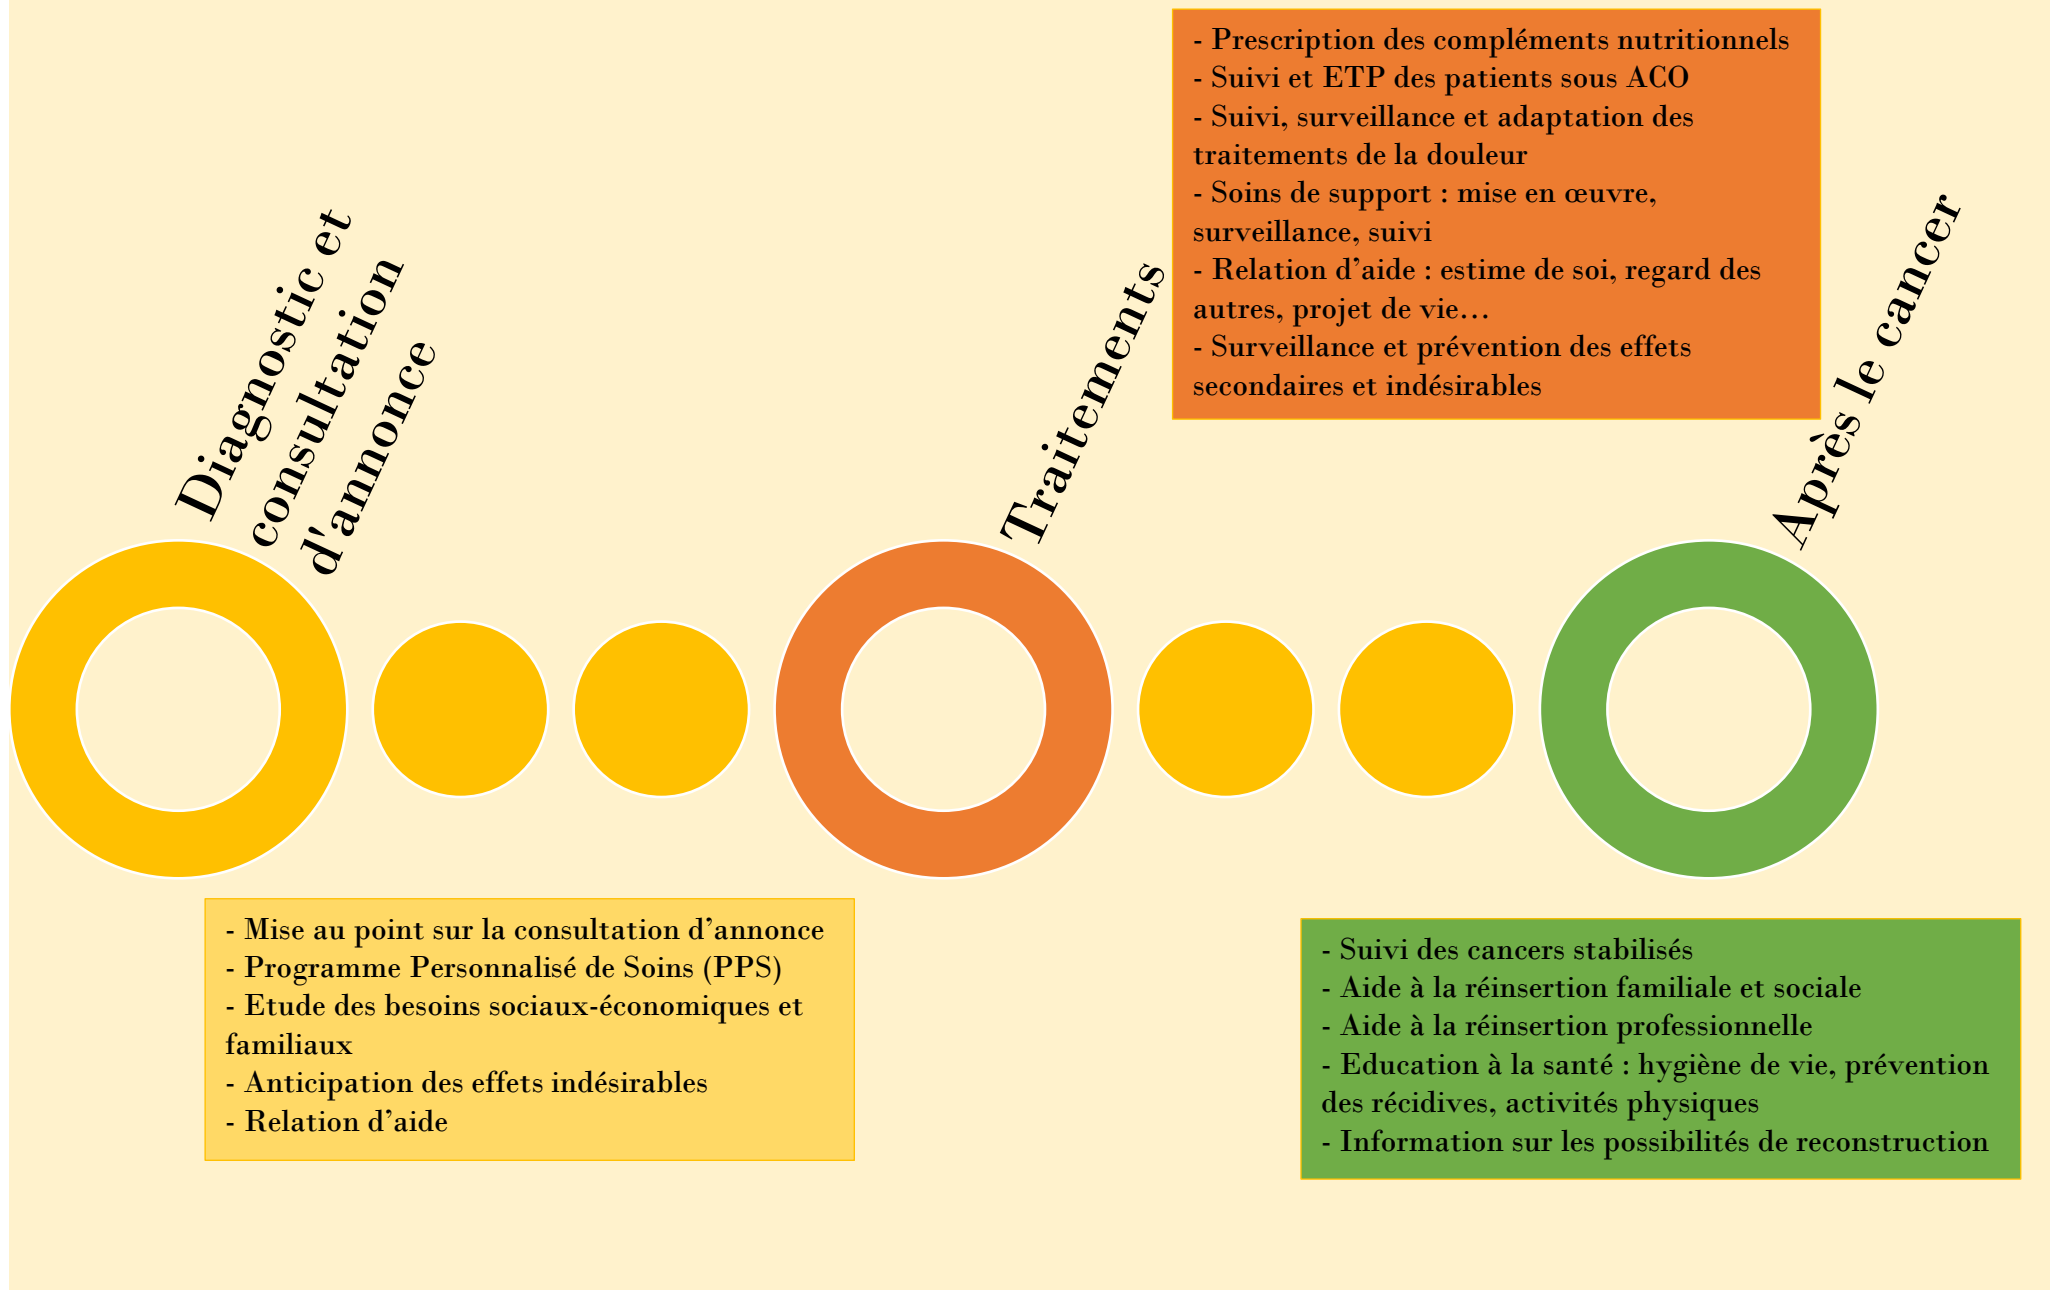 Diagnostic et
consultation
d'annonce
- Mise au point sur la consultation d’annonce
- Programme Personnalisé de Soins (PPS)
- Etude des besoins sociaux-économiques et
familiaux
- Anticipation des effets indésirables
- Relation d’aide
Traitements
- Prescription des compléments nutritionnels
- Suivi et ETP des patients sous ACO
- Suivi, surveillance et adaptation des
traitements de la douleur
- Soins de support : mise en œuvre,
surveillance, suivi
- Relation d’aide : estime de soi, regard des
autres, projet de vie…
- Surveillance et prévention des effets
secondaires et indésirables
Après le cancer
- Suivi des cancers stabilisés
- Aide à la réinsertion familiale et sociale
- Aide à la réinsertion professionnelle
- Education à la santé : hygiène de vie, prévention
des récidives, activités physiques
- Information sur les possibilités de reconstruction